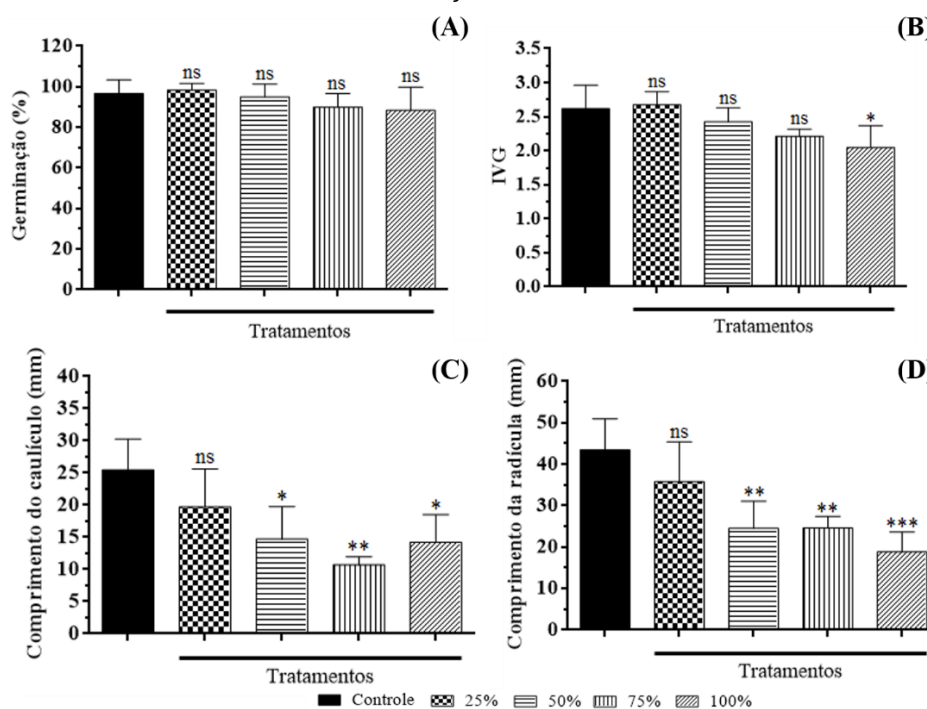 (A)
Germinação (%)
120
100
80
60
40
20
0
ns
ns
ns
ns
Tratamentos
(B)
IVG
3.5
3.0
2.5
2.0
1.5
1.0
0.5
0.0
ns
ns
ns
*
Tratamentos
(C)
Comprimento do caulículo (mm)
40
35
30
25
20
15
10
5
0
ns
*
**
*
Tratamentos
(D)
Comprimento da radícula (mm)
60
50
40
30
20
10
0
ns
**
**
***
Tratamentos
Controle 25% 50% 75% 100%